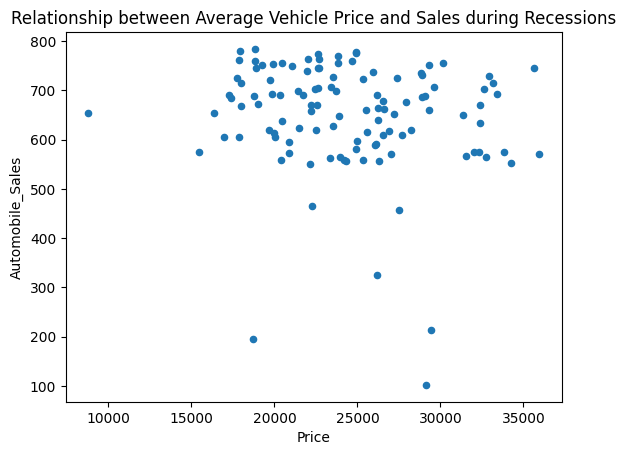 Relationship between Average Vehicle Price and Sales during Recessions
800
700
600
500
400
300
200
100
Automobile_Sales
10000 15000 20000 25000 30000 35000
Price